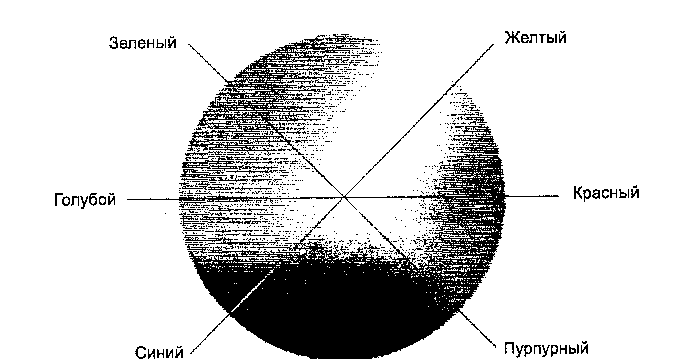 Зеленый
Желтый
Голубой
Красный
Синий
Пурпурный